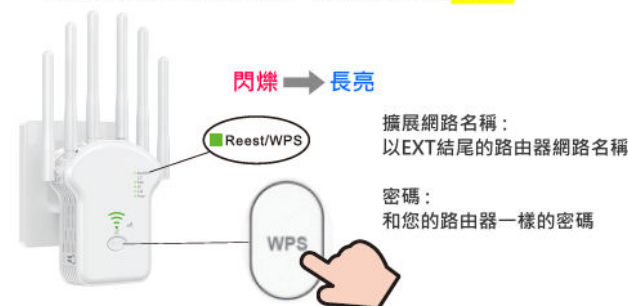 閃爍
長亮
Reest/WPS
擴展網路名稱：
以EXT結尾的路由器網路名稱
密碼：
和您的路由器一樣的密碼
WPS